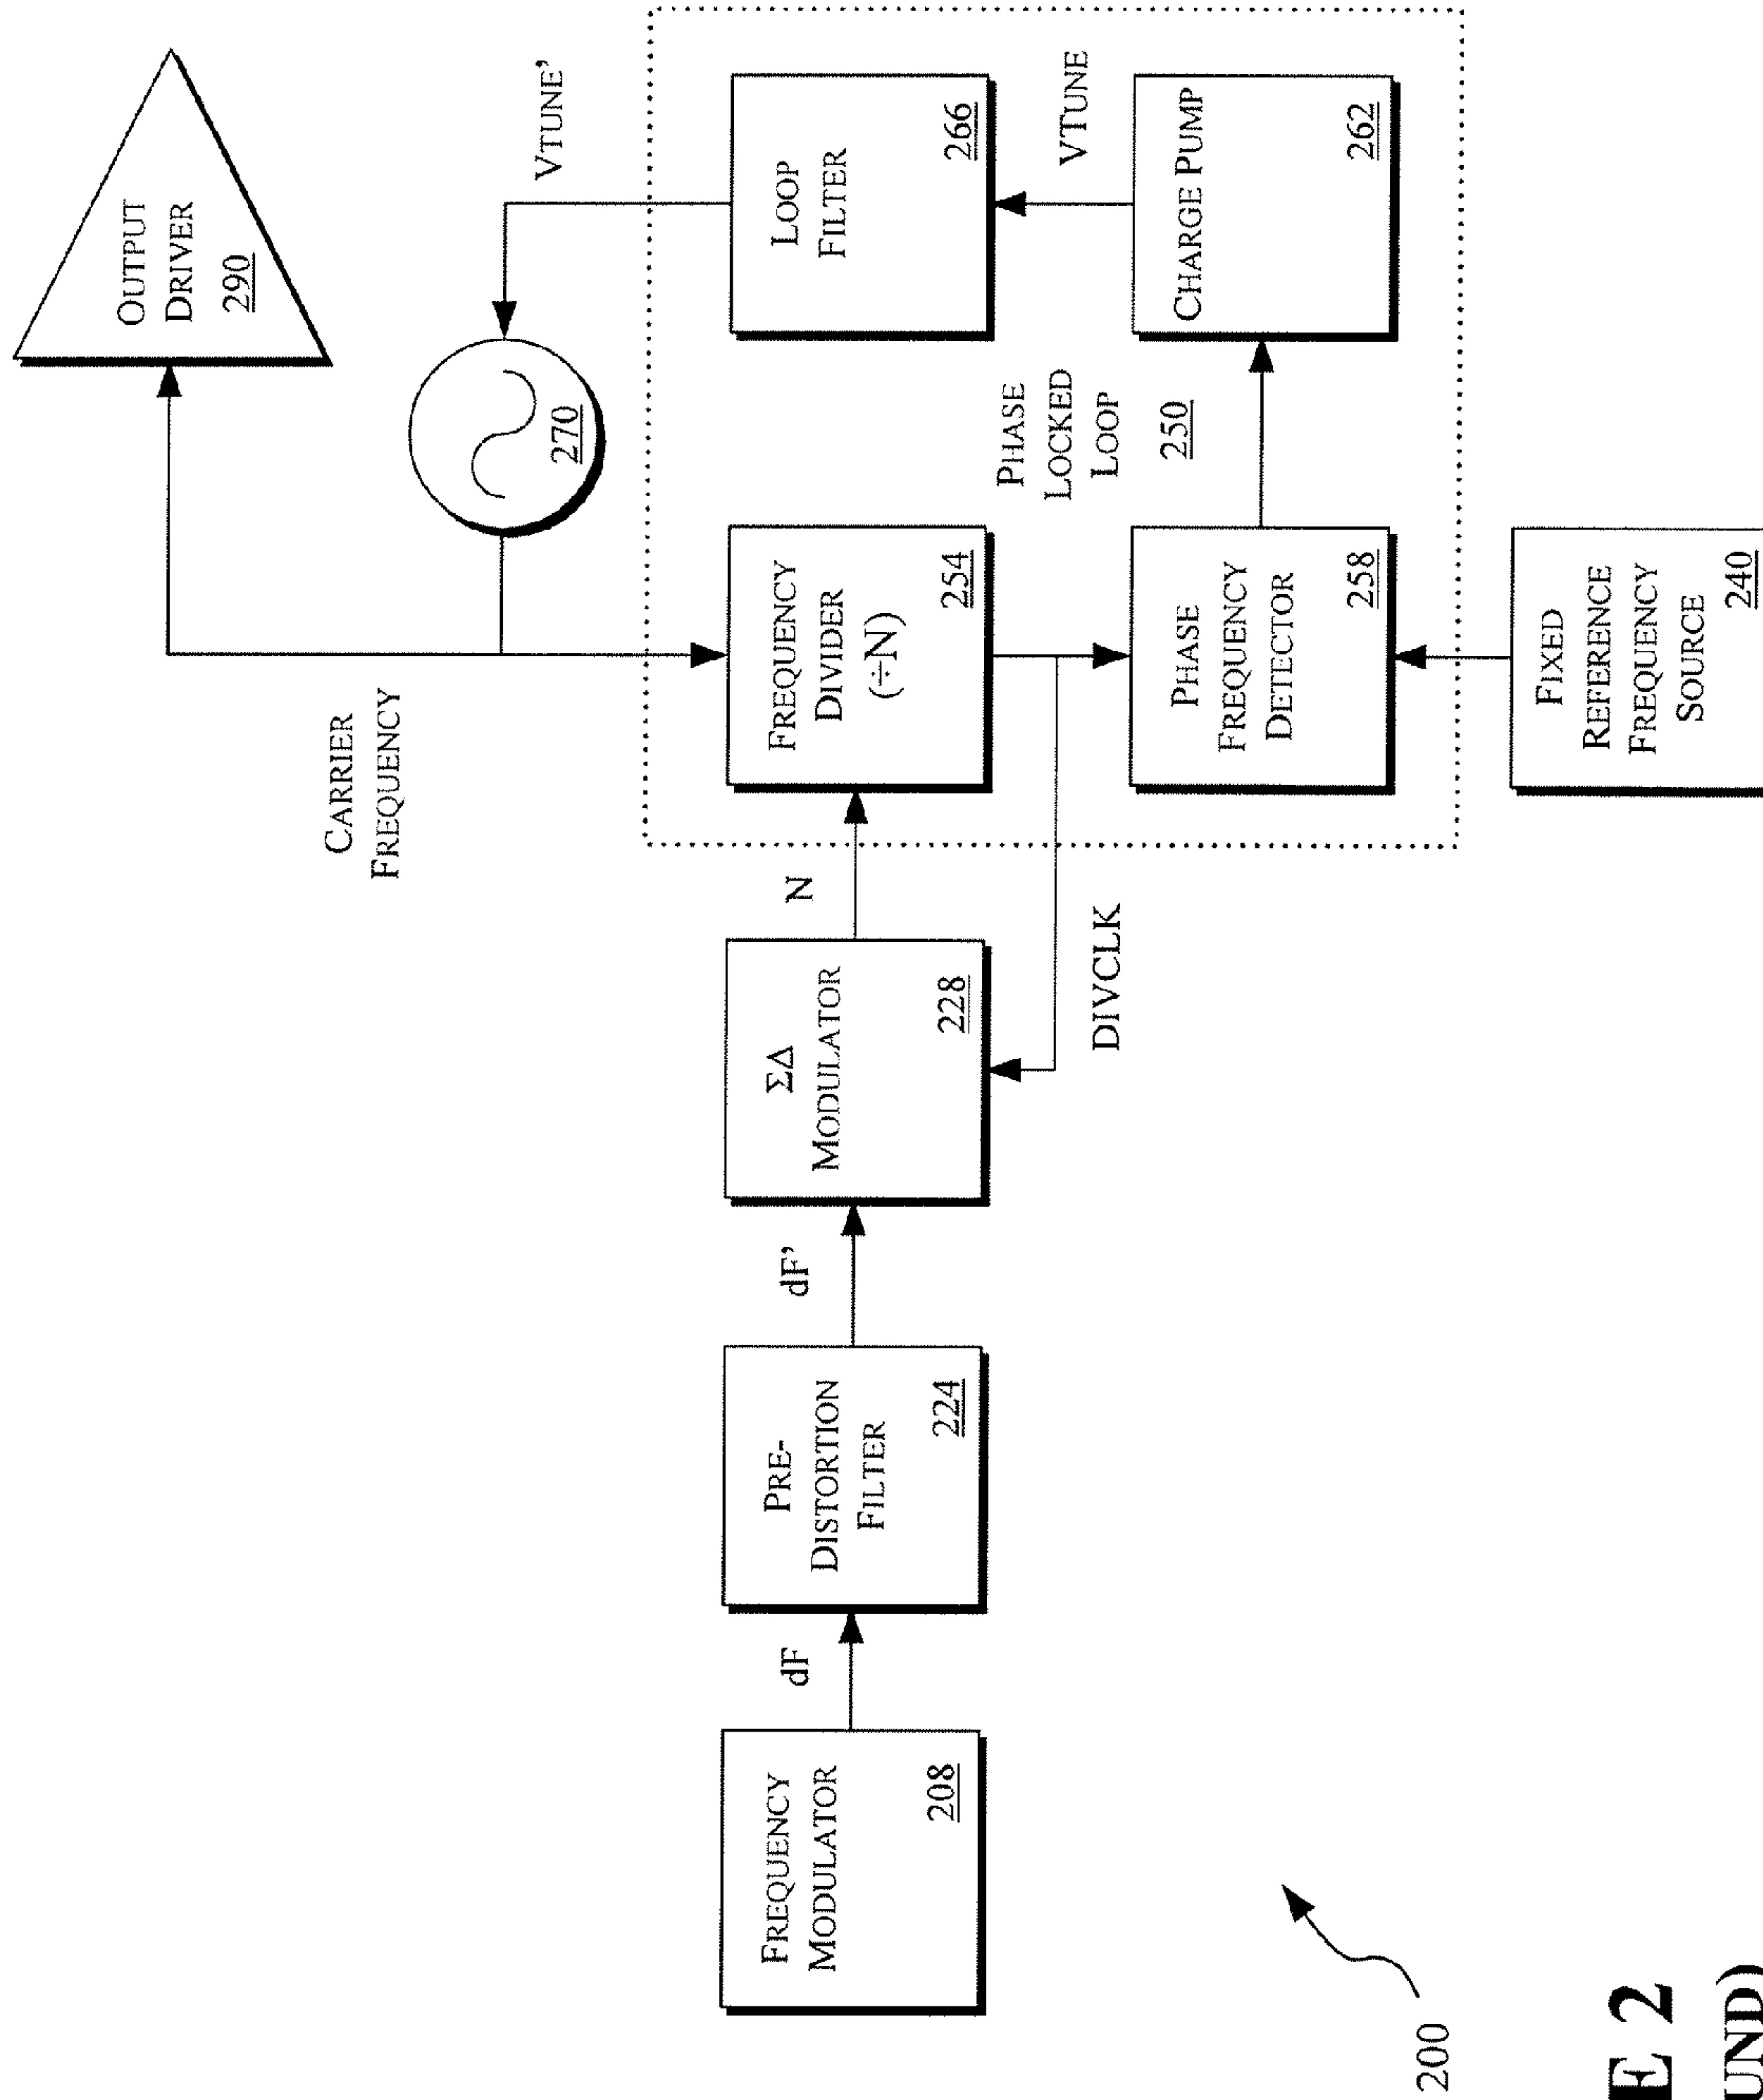 FREQUENCY
MODULATOR
208
dF
PRE-
DISTORTION
FILTER
224
dF'
ΣΔ
MODULATOR
228
N
DIVCLK
CARRIER
FREQUENCY
FREQUENCY
DIVIDER
(÷N)
254
PHASE
FREQUENCY
DETECTOR
258
FIXED
REFERENCE
FREQUENCY
SOURCE
240
PHASE
LOCKED
LOOP
250
270
OUTPUT
DRIVER
290
VTUNE'
LOOP
FILTER
266
VTUNE
CHARGE PUMP
262
200
E 2
UND)